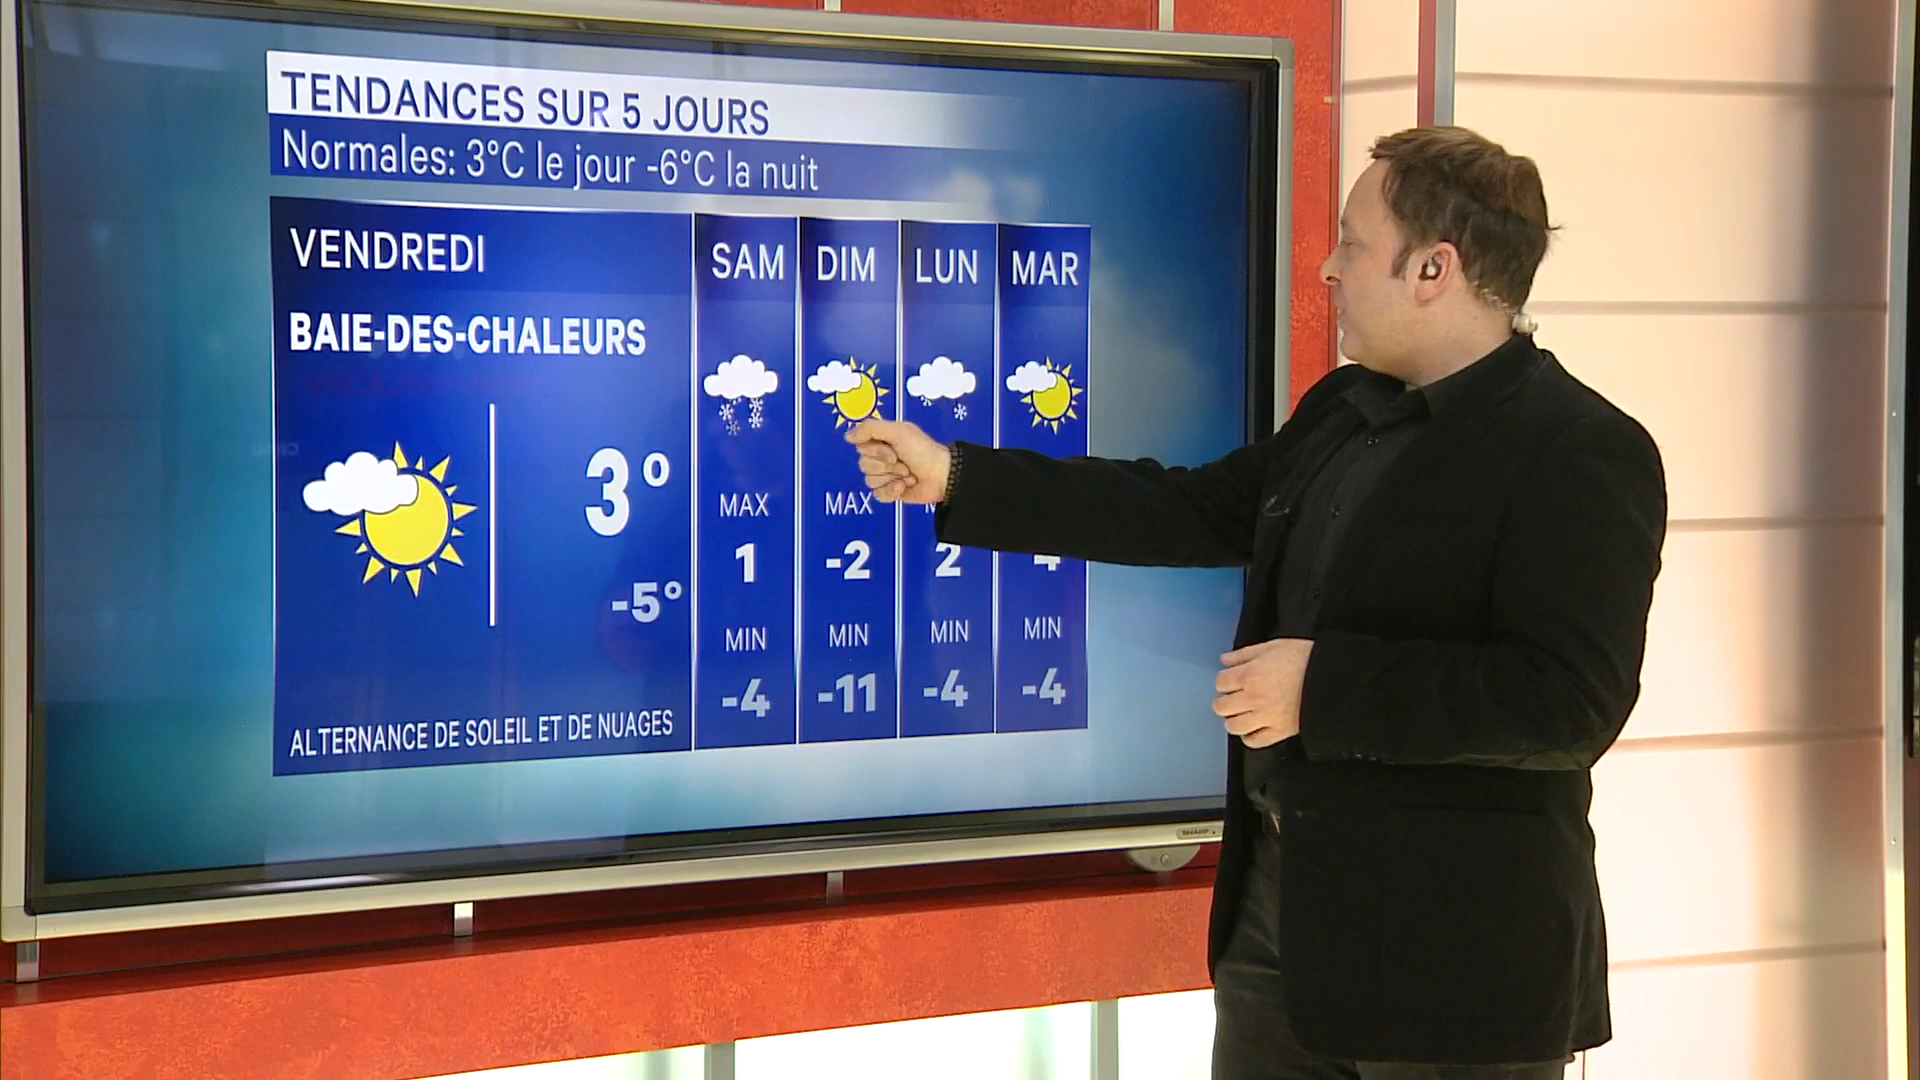 TENDANCES SUR 5 JOURS
Normales: 3°C le jour -6°C la nuit
VENDREDI
BAIE-DES-CHALEURS
3°
-5°
ALTERNANCE DE SOLEIL ET DE NUAGES
SAM DIM LUN MAR
MAX MAX
1 -2 2
MIN MIN MIN MIN
-4 -11 -4 -4
SHARP